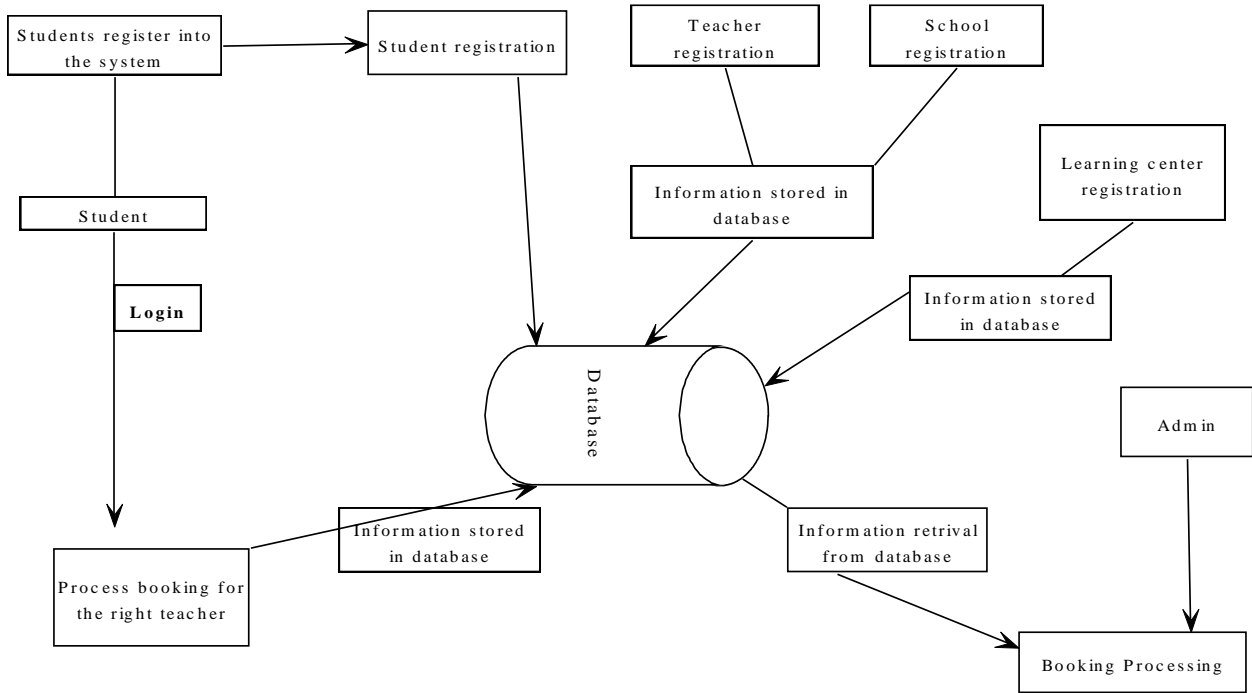 Students register into
the system
Student registration
Teacher
registration
School
registration
Learning center
registration
Student
Information stored in
database
Login
Information stored
in database
Database
Admin
Information stored
in database
Information retrival
from database
Process booking for
the right teacher
Booking Processing